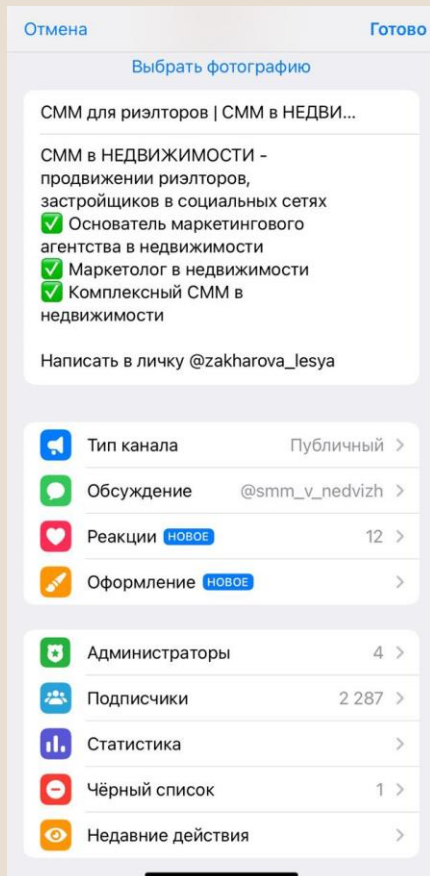 Отмена Готово
Выбрать фотографию
СММ для риэлторов | СММ в НЕДВИ...
СММ в НЕДВИЖИМОСТИ -
продвижении риэлторов,
застройщиков в социальных сетях
✅ Основатель маркетингового
агентства в недвижимости
✅ Маркетолог в недвижимости
✅ Комплексный СММ в
недвижимости
Написать в личку @zakharova_lesya
Тип канала Публичный
Обсуждение @smm_v_nedvizh
Реакции НОВОЕ 12
Оформление НОВОЕ
Администраторы 4
Подписчики 2 287
Статистика
Чёрный список 1
Недавние действия